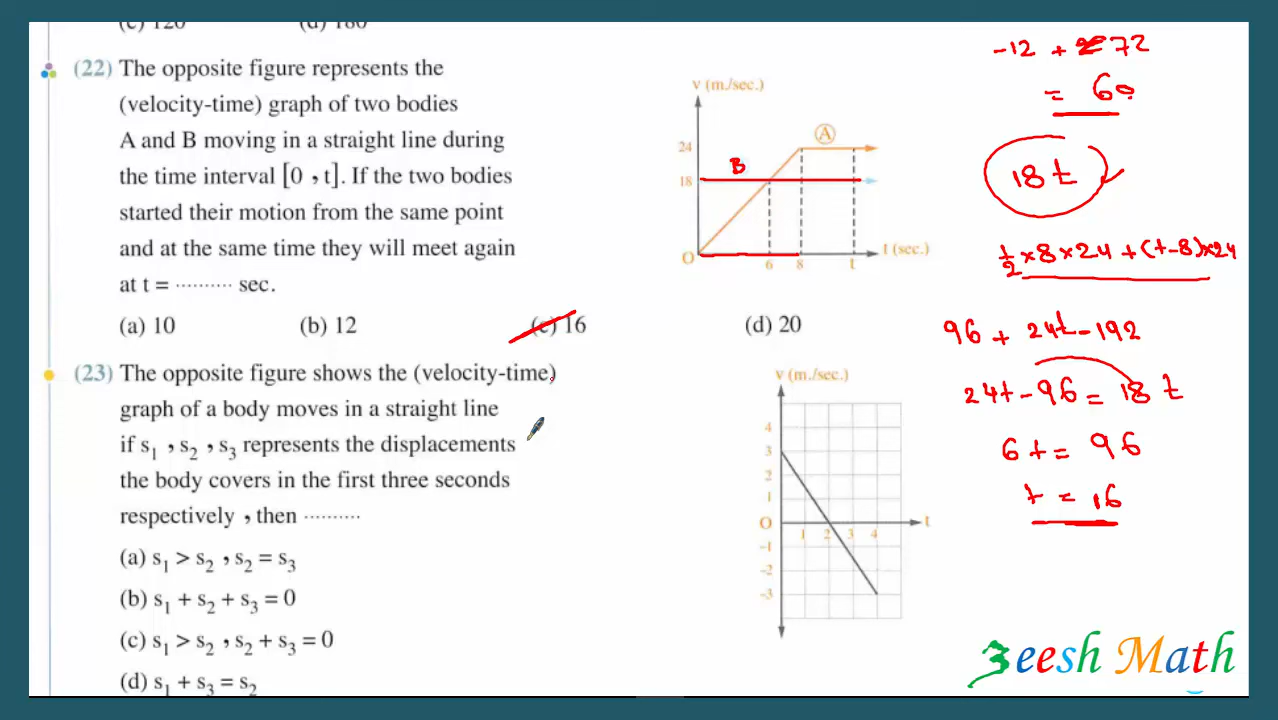 (c) 120 (d) 180
(22) The opposite figure represents the
(velocity-time) graph of two bodies
A and B moving in a straight line during
the time interval [0 , t]. If the two bodies
started their motion from the same point
and at the same time they will meet again
at t = ·········· sec.
(a) 10 (b) 12 (c) 16 (d) 20
v (m./sec.)
24
18
O
6 8 t
t (sec.)
A
B
(23) The opposite figure shows the (velocity-time)
graph of a body moves in a straight line
if s₁ , s₂ , s₃ represents the displacements
the body covers in the first three seconds
respectively , then ··········
(a) s₁ > s₂ , s₂ = s₃
(b) s₁ + s₂ + s₃ = 0
(c) s₁ > s₂ , s₂ + s₃ = 0
(d) s₁ + s₃ = s₂
v (m./sec.)
4
3
2
1
O
1 2 3 4
t
-1
-2
-3
-12 + 72
= 60
18 t
1/2 × 8 × 24 + (t-8) × 24
96 + 24t - 192
24t - 96 = 18 t
6 t = 96
t = 16
Zeesh Math